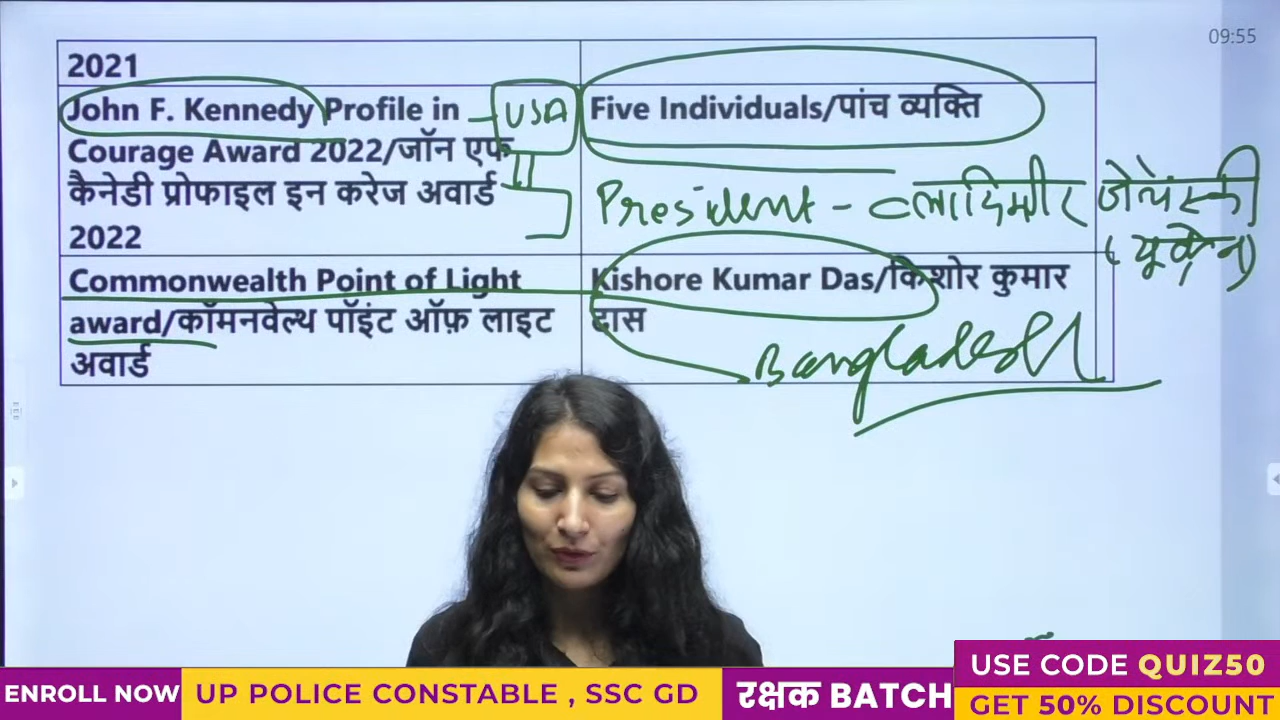 09:55
2021
John F. Kennedy Profile in
Courage Award 2022/जॉन एफ
कैनेडी प्रोफाइल इन करेज अवार्ड
2022
USA
Five Individuals/पांच व्यक्ति
President - व्लादिमीर जेलेंस्की
(यूक्रेन)
Commonwealth Point of Light
award/कॉमनवेल्थ पॉइंट ऑफ़ लाइट
अवार्ड
Kishore Kumar Das/किशोर कुमार
दास
Bangladesh
ENROLL NOW
UP POLICE CONSTABLE , SSC GD
रक्षक BATCH
USE CODE QUIZ50
GET 50% DISCOUNT